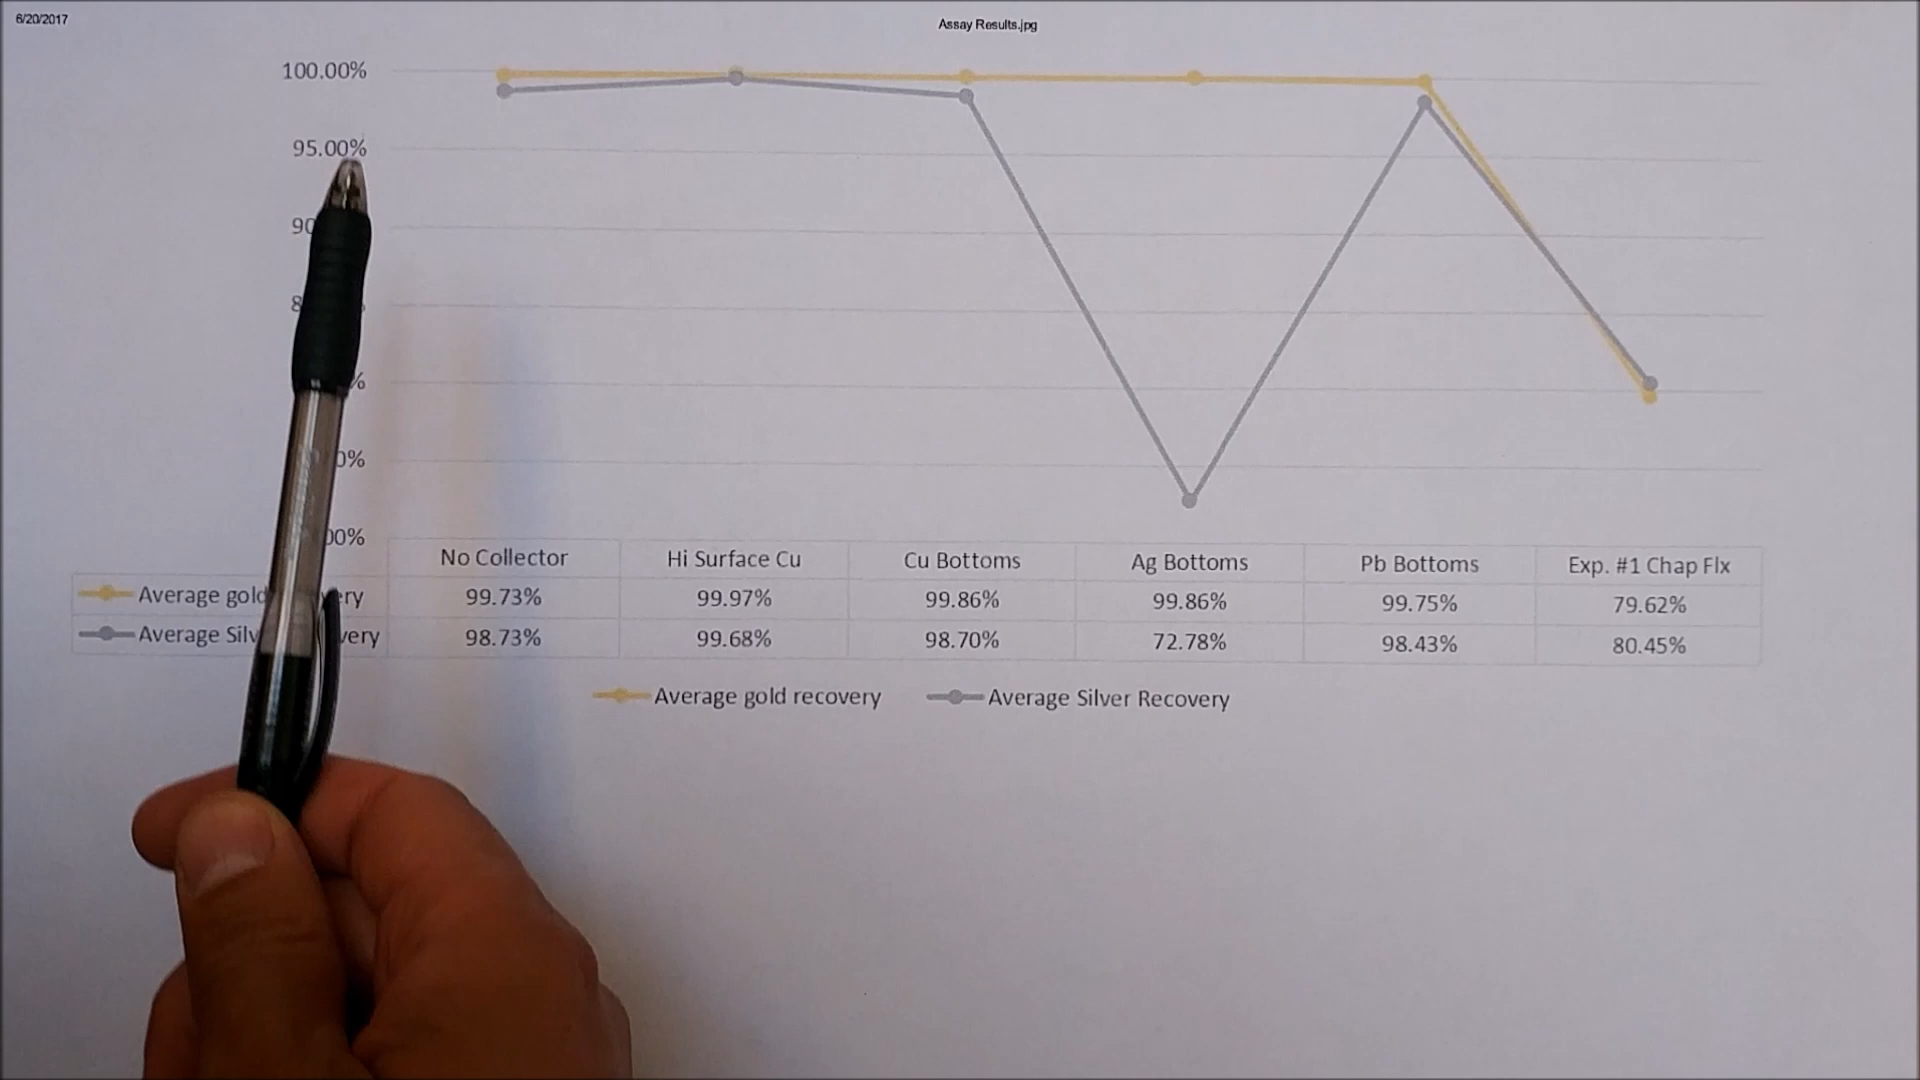 6/20/2017
Assay Results.jpg
100.00%
95.00%
No Collector Hi Surface Cu Cu Bottoms Ag Bottoms Pb Bottoms Exp. #1 Chap Flx
Average 99.73% 99.97% 99.86% 99.86% 99.75% 79.62%
Average 98.73% 99.68% 98.70% 72.78% 98.43% 80.45%
Average gold recovery Average Silver Recovery